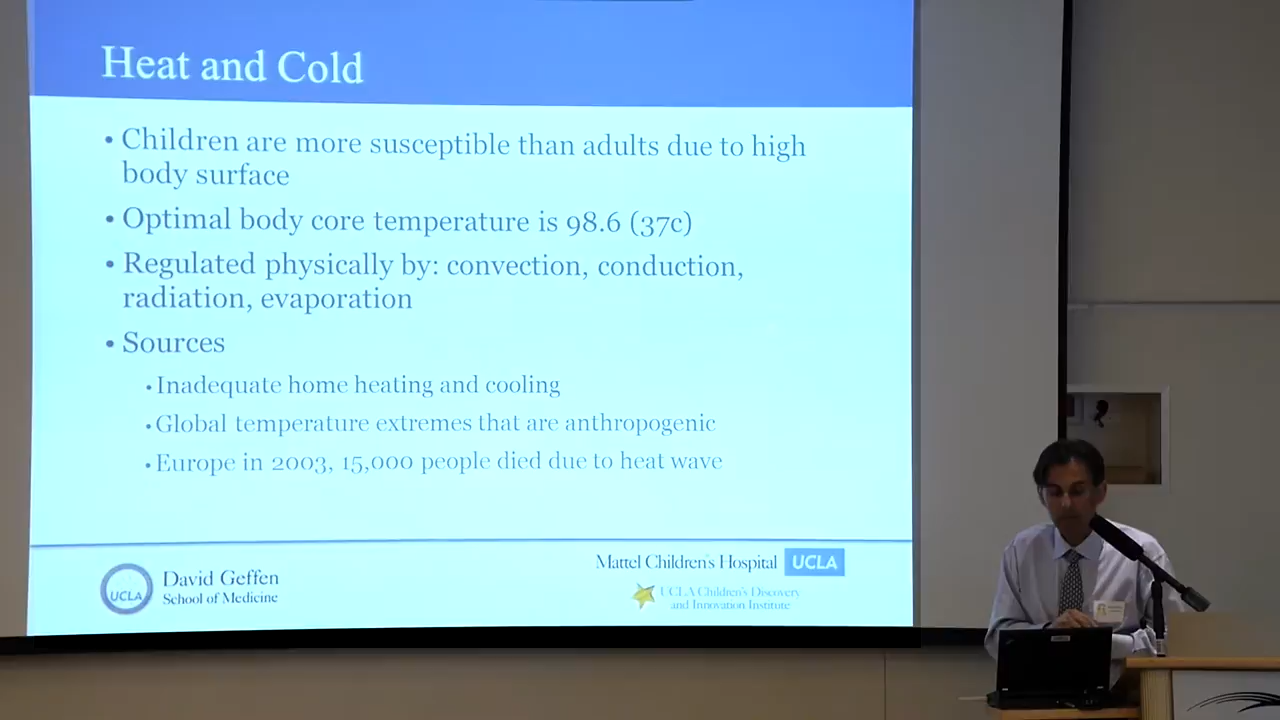 Heat and Cold
• Children are more susceptible than adults due to high
body surface
• Optimal body core temperature is 98.6 (37c)
• Regulated physically by: convection, conduction,
radiation, evaporation
• Sources
• Inadequate home heating and cooling
• Global temperature extremes that are anthropogenic
• Europe in 2003, 15,000 people died due to heat wave
UCLA
David Geffen
School of Medicine
Mattel Children's Hospital UCLA
UCLA Children's Discovery
and Innovation Institute